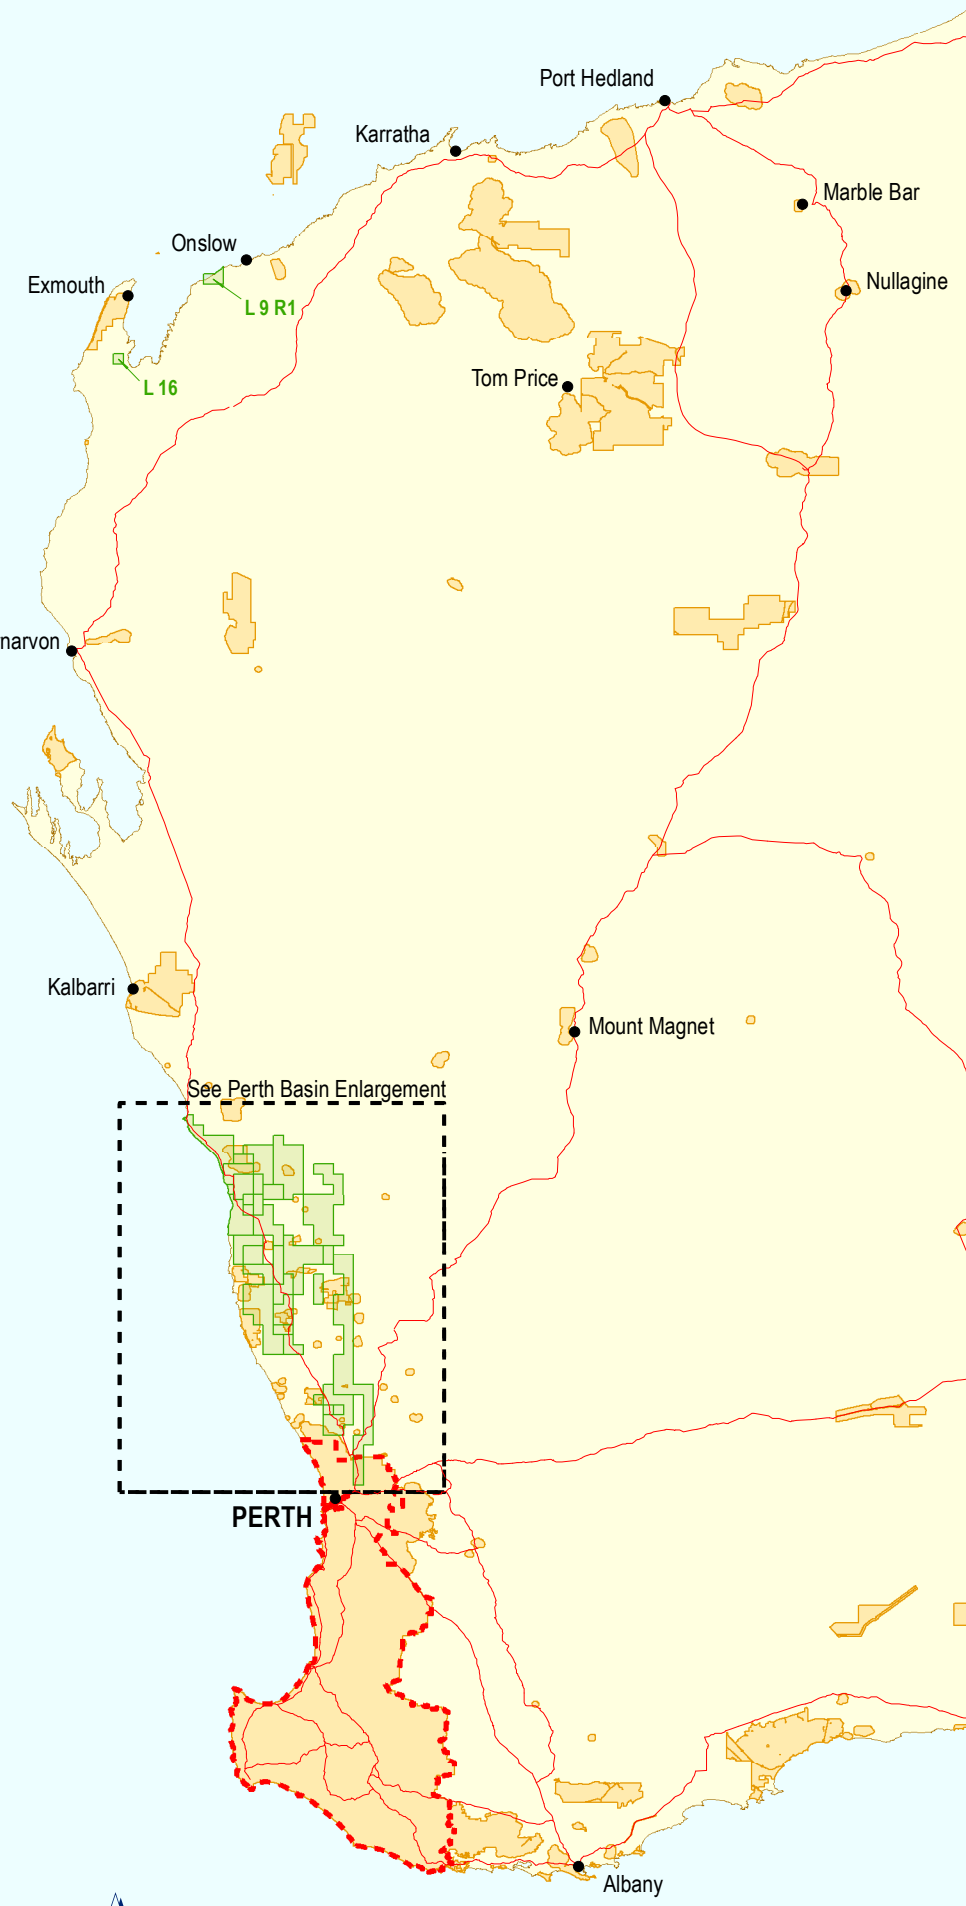 Port Hedland
Karratha
Marble Bar
Onslow
Exmouth
Nullagine
L 9 R1
Tom Price
L 16
narvon
Kalbarri
Mount Magnet
See Perth Basin Enlargement
PERTH
Albany